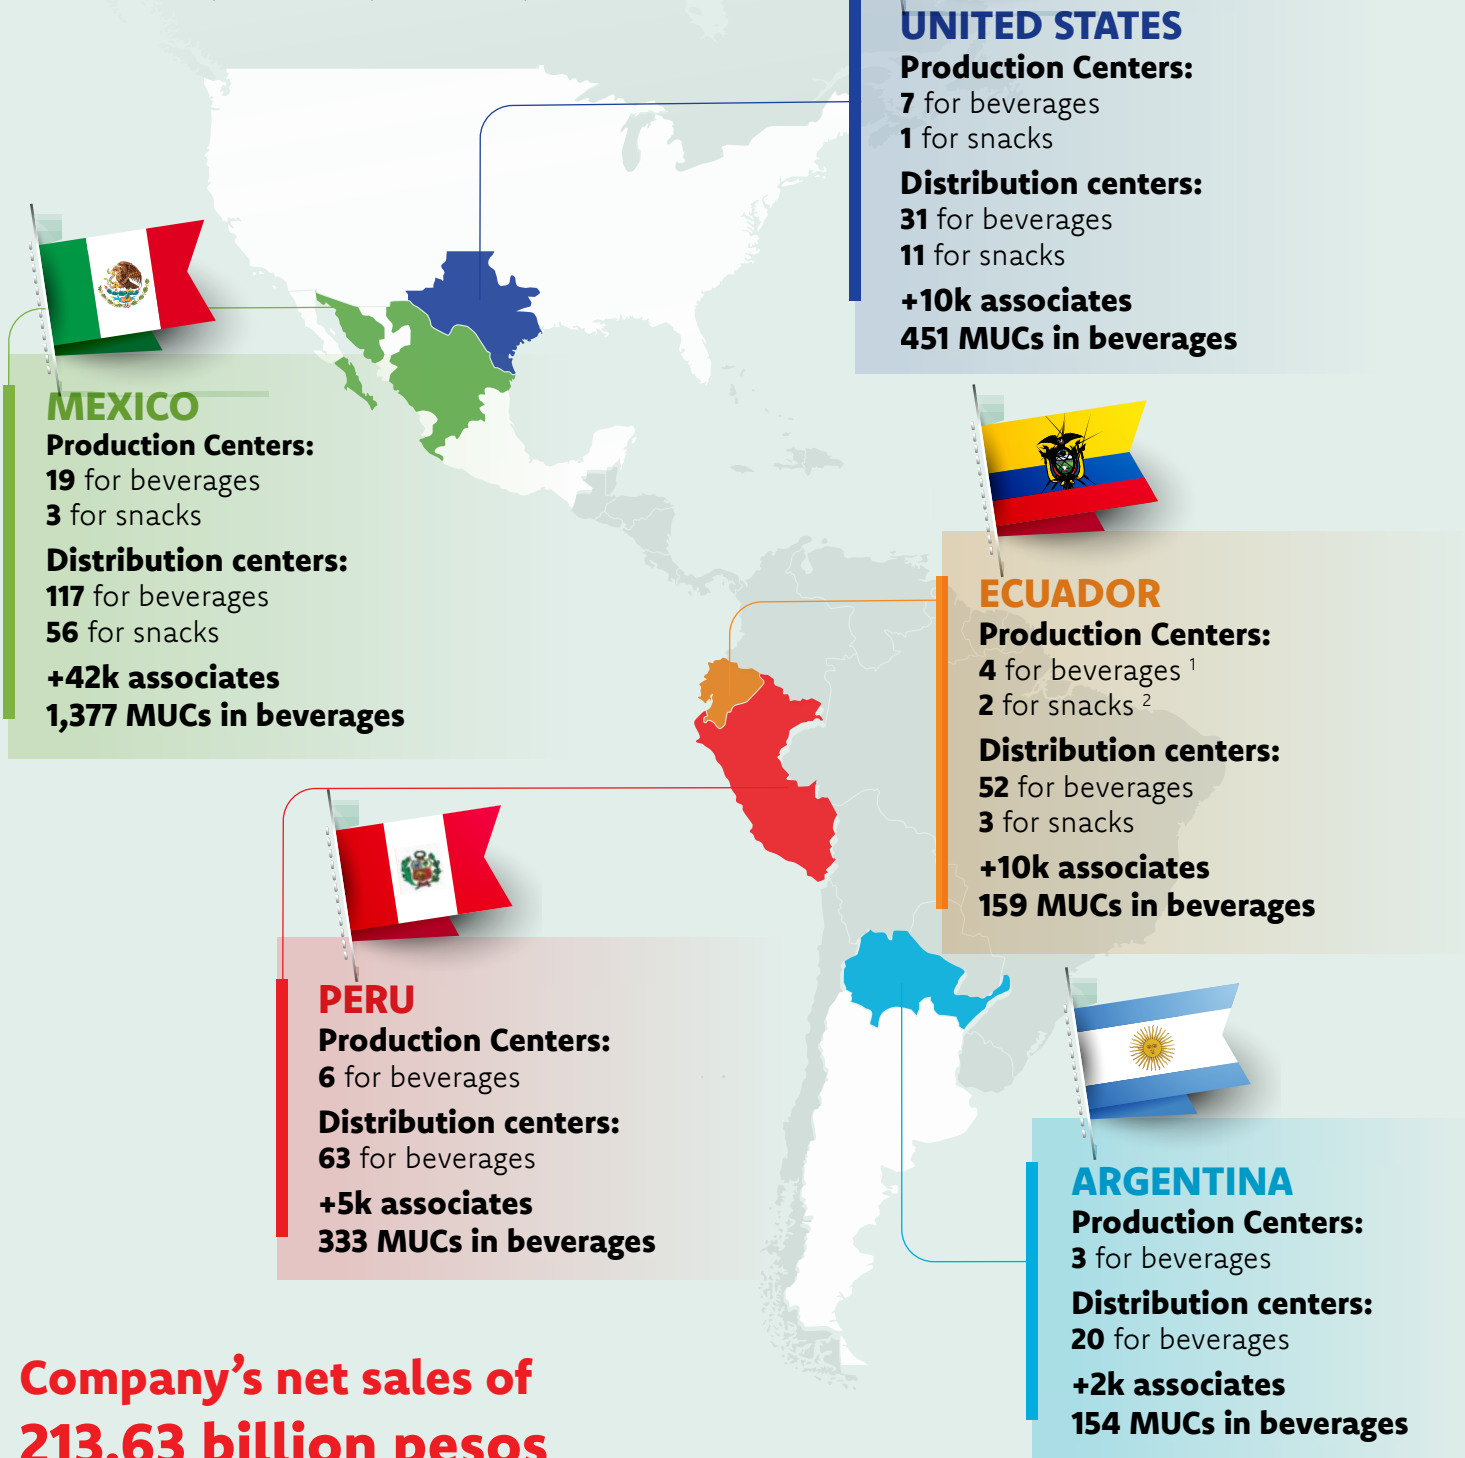 UNITED STATES
Production Centers:
7 for beverages
1 for snacks
Distribution centers:
31 for beverages
11 for snacks
+10k associates
451 MUCs in beverages
MEXICO
Production Centers:
19 for beverages
3 for snacks
Distribution centers:
117 for beverages
56 for snacks
+42k associates
1,377 MUCs in beverages
ECUADOR
Production Centers:
4 for beverages 1
2 for snacks 2
Distribution centers:
52 for beverages
3 for snacks
+10k associates
159 MUCs in beverages
PERU
Production Centers:
6 for beverages
Distribution centers:
63 for beverages
+5k associates
333 MUCs in beverages
ARGENTINA
Production Centers:
3 for beverages
Distribution centers:
20 for beverages
+2k associates
154 MUCs in beverages
Company’s net sales of
213.63 billion pesos